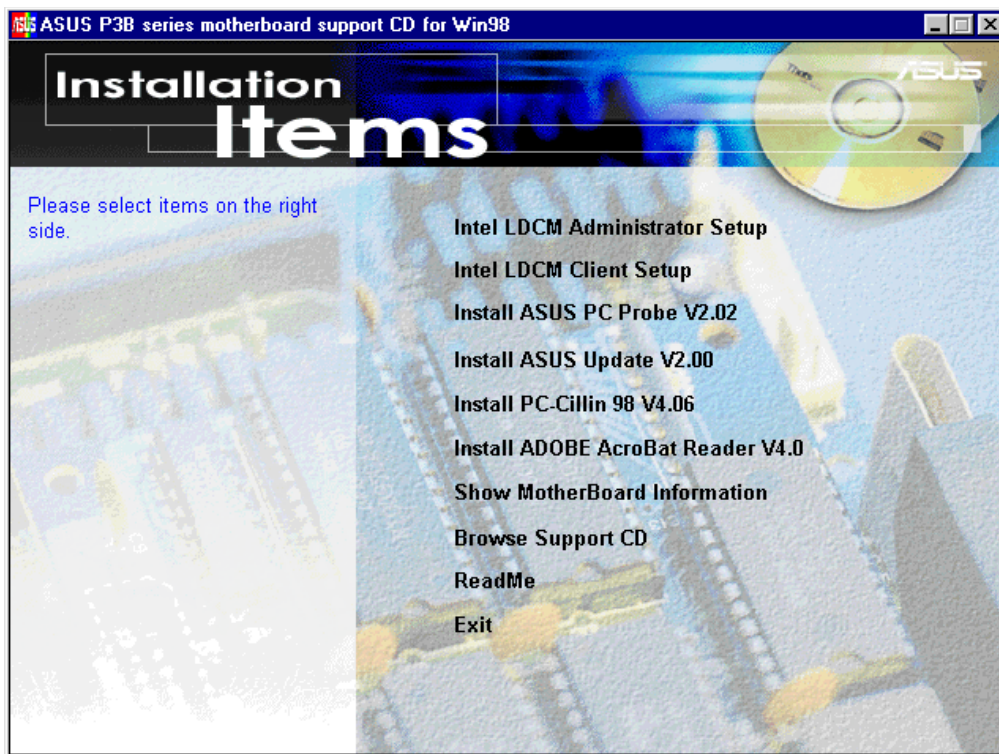 ASUS P3B series motherboard support CD for Win98
Installation
Items
ASUS
Please select items on the right
side.
Intel LDCM Administrator Setup
Intel LDCM Client Setup
Install ASUS PC Probe V2.02
Install ASUS Update V2.00
Install PC-Cillin 98 V4.06
Install ADOBE AcroBat Reader V4.0
Show MotherBoard Information
Browse Support CD
ReadMe
Exit